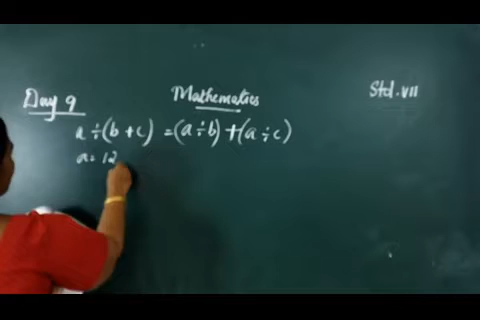 Day 9 Mathematics Std. VII
a ÷ (b + c) = (a ÷ b) + (a ÷ c)
a = 12